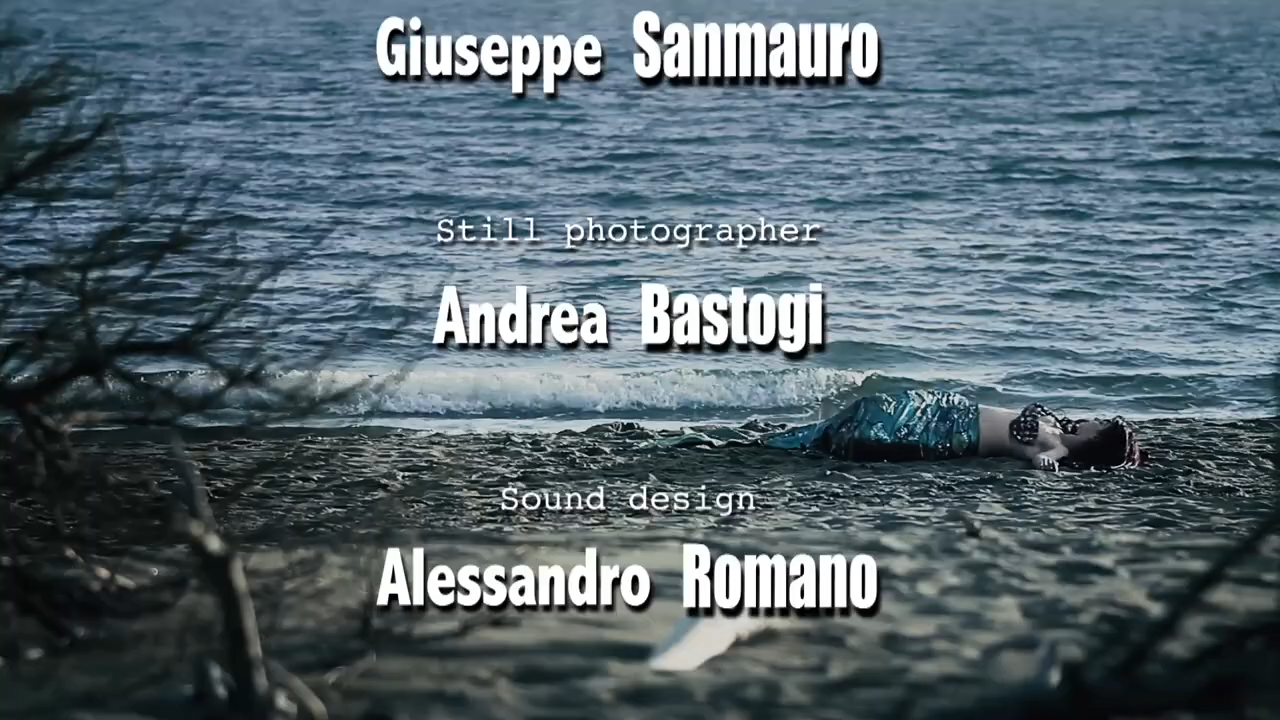 Giuseppe Sanmauro
Still photographer
Andrea Bastogi
Sound design
Alessandro Romano